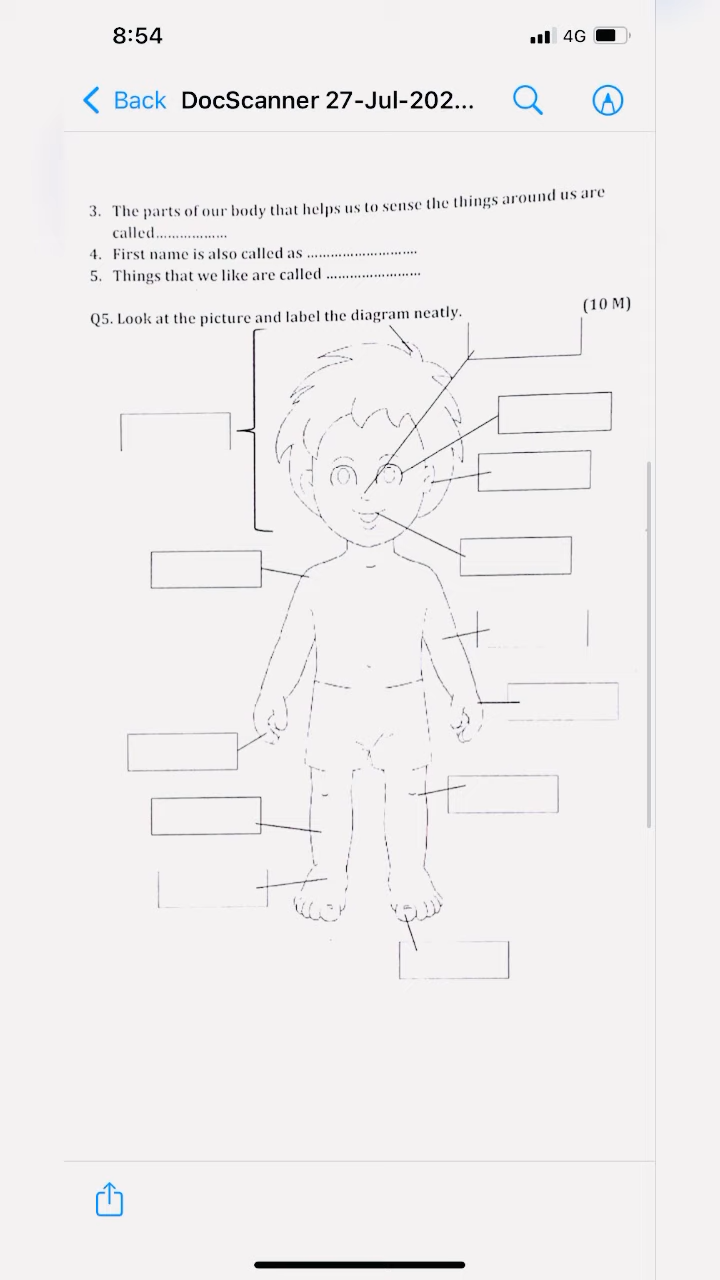 8:54
4G
Back DocScanner 27-Jul-202...
3. The parts of our body that helps us to sense the things around us are
called..................
4. First name is also called as ............................
5. Things that we like are called ........................
Q5. Look at the picture and label the diagram neatly. (10 M)